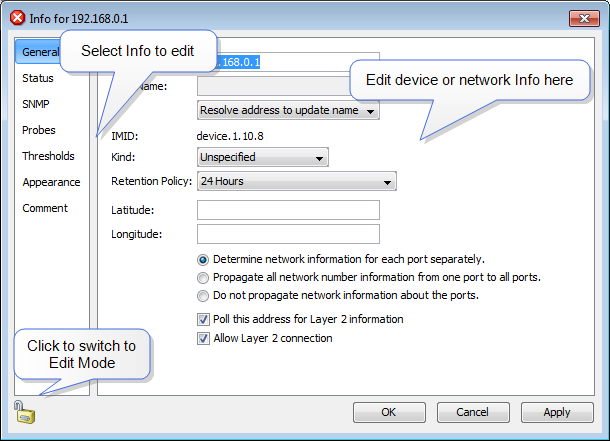 Info for 192.168.0.1
General
Status
SNMP
Probes
Thresholds
Appearance
Comment
Select Info to edit
.168.0.1
Name:
Edit device or network Info here
Resolve address to update name
IMID: device.1.10.8
Kind: Unspecified
Retention Policy: 24 Hours
Latitude:
Longitude:
Determine network information for each port separately.
Propagate all network number information from one port to all ports.
Do not propagate network information about the ports.
Poll this address for Layer 2 information
Allow Layer 2 connection
Click to switch to
Edit Mode
OK Cancel Apply